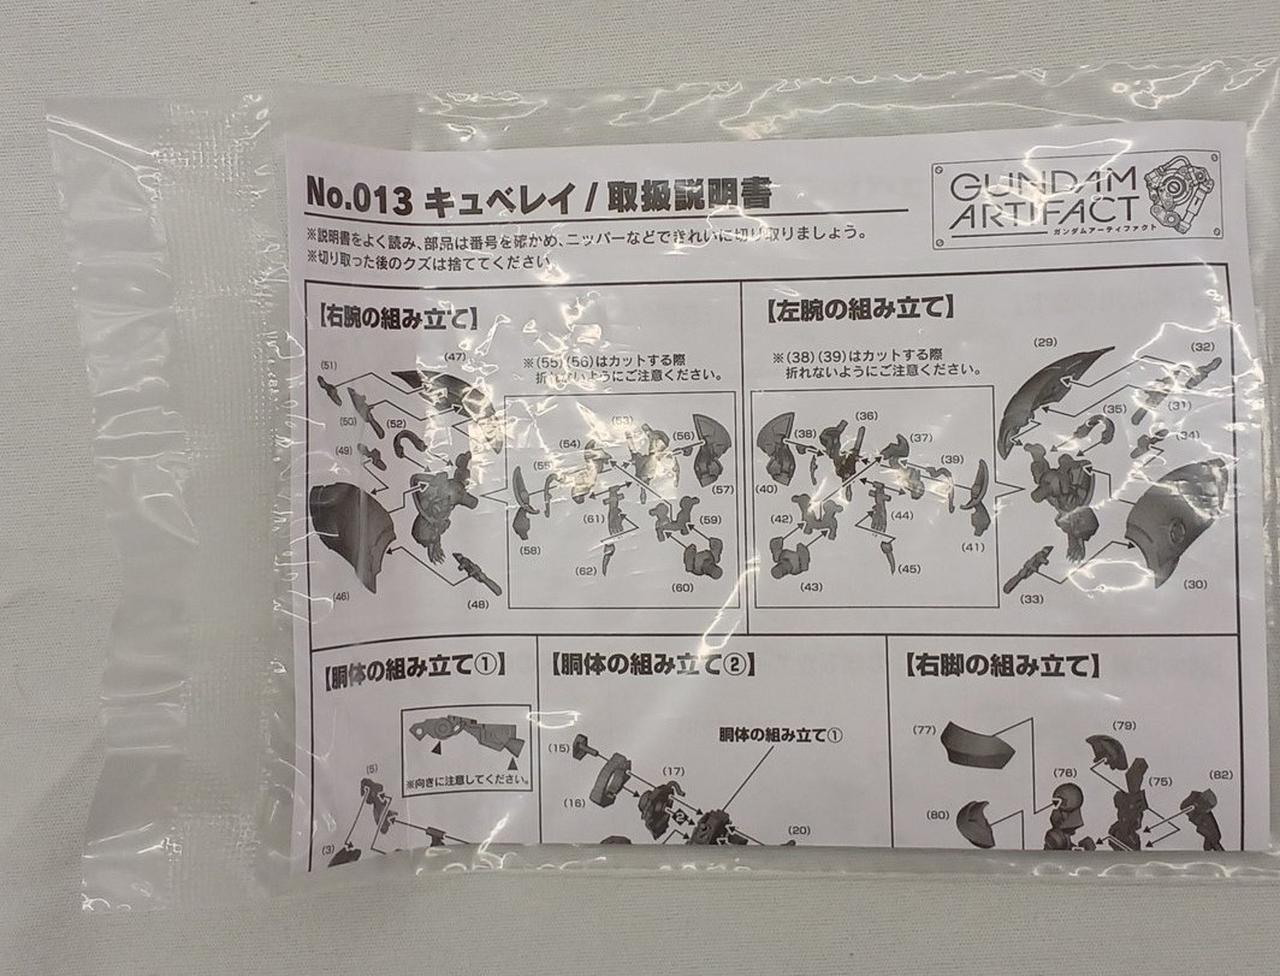 No.013 キュベレイ / 取扱説明書
※説明書をよく読み、部品は番号を確かめ、ニッパーなどできれいに切り取りましょう。
※切り取った後のクズは捨ててください。
GUNDAM
ARTIFACT
ガンダムアーティファクト
【右腕の組み立て】
※(55)(56)はカットする際
折れないようにご注意ください。
(51)
(47)
(50)
(52)
(49)
(46)
(48)
(53)
(54)
(56)
(55)
(57)
(61)
(59)
(58)
(62)
(60)
【左腕の組み立て】
※(38)(39)はカットする際
折れないようにご注意ください。
(36)
(38)
(37)
(39)
(40)
(42)
(44)
(41)
(43)
(45)
(29)
(32)
(35)
(31)
(34)
(33)
(30)
【胴体の組み立て①】
※向きに注意してください。
(5)
(3)
【胴体の組み立て②】
胴体の組み立て①
(15)
(17)
(16)
2
2
(20)
【右脚の組み立て】
(77)
(79)
(76)
(75)
(82)
(80)